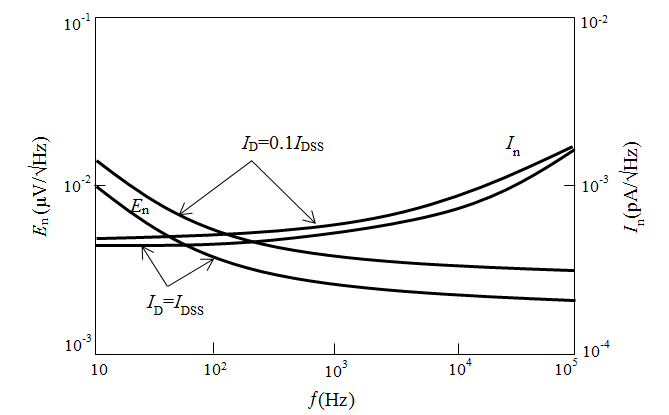 10⁻¹
10⁻²
10⁻³
Eₙ(μV/√Hz)
I_D=0.1I_DSS
Iₙ
Eₙ
I_D=I_DSS
10⁻²
10⁻³
10⁻⁴
Iₙ(pA/√Hz)
10
10²
10³
10⁴
10⁵
f(Hz)